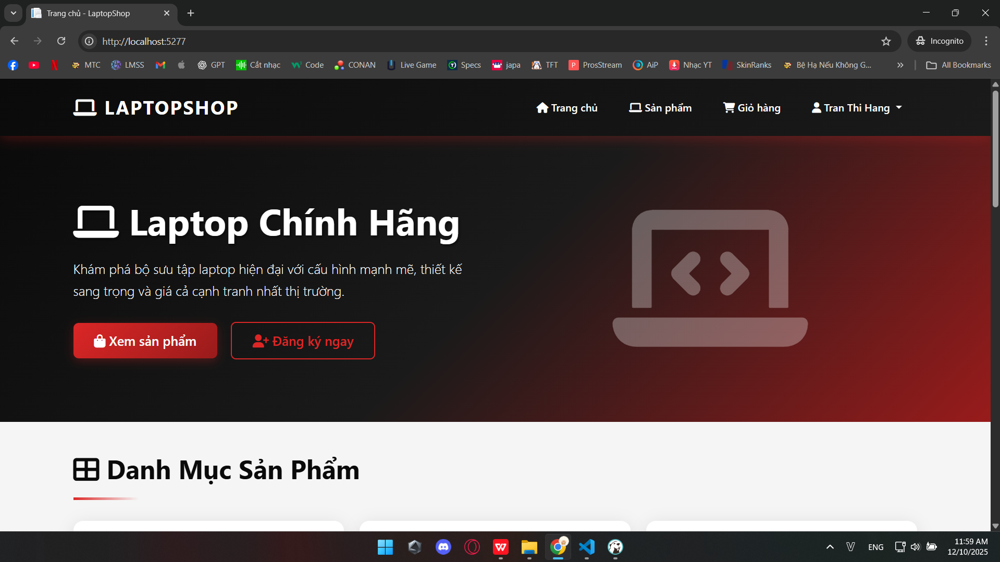 Trang chủ - LaptopShop
http://localhost:5277
Incognito
MTC
LMSS
GPT
Cắt nhạc
Code
CONAN
Live Game
Specs
japa
TFT
ProsStream
AiP
Nhạc YT
SkinRanks
Bệ Hạ Nếu Không G...
All Bookmarks
LAPTOPSHOP
Trang chủ
Sản phẩm
Giỏ hàng
Tran Thi Hang
Laptop Chính Hãng
Khám phá bộ sưu tập laptop hiện đại với cấu hình mạnh mẽ, thiết kế
sang trọng và giá cả cạnh tranh nhất thị trường.
Xem sản phẩm
Đăng ký ngay
Danh Mục Sản Phẩm
ENG
11:59 AM
12/10/2025